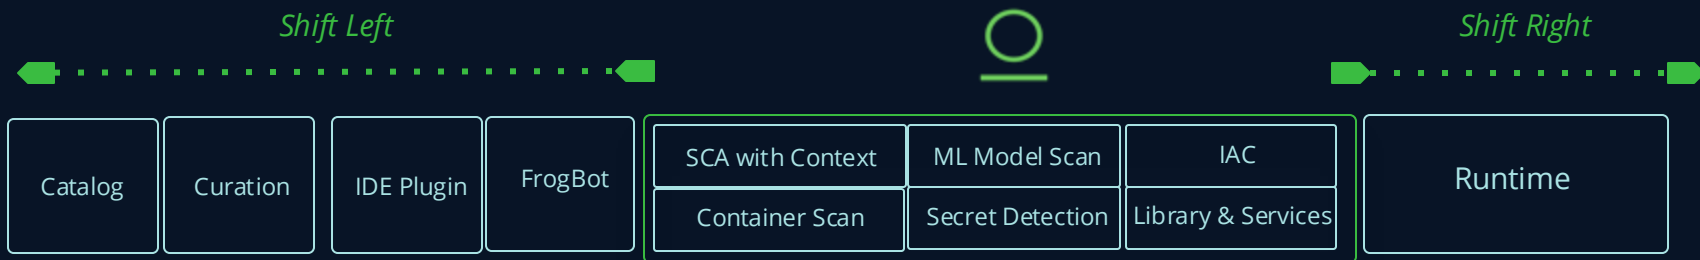 Shift Left
Shift Right
Catalog
Curation
IDE Plugin
FrogBot
SCA with Context
ML Model Scan
IAC
Container Scan
Secret Detection
Library & Services
Runtime